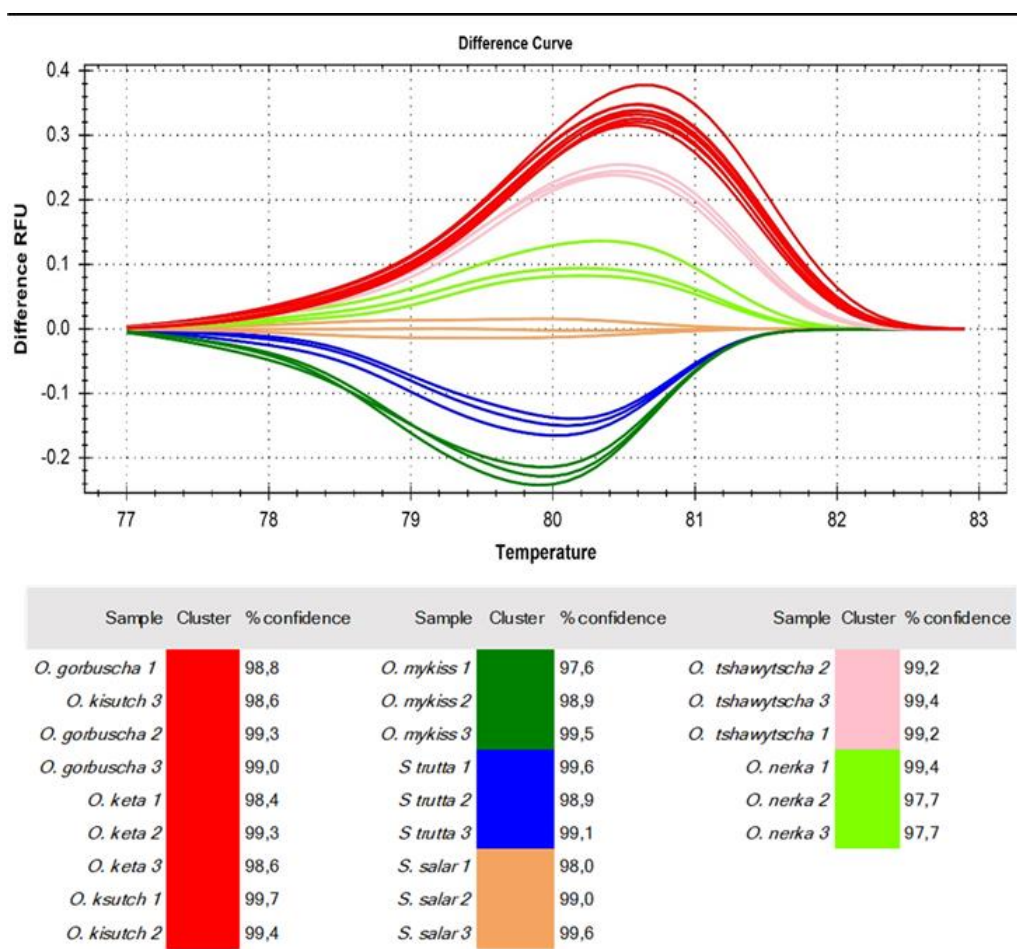 Difference Curve
Difference RFU
0.4
0.3
0.2
0.1
0.0
-0.1
-0.2
77 78 79 80 81 82 83
Temperature
Sample Cluster % confidence Sample Cluster % confidence Sample Cluster % confidence
O. gorbuscha 1 98,8 O. mykiss 1 97,6 O. tshawytscha 2 99,2
O. kisutch 3 98,6 O. mykiss 2 98,9 O. tshawytscha 3 99,4
O. gorbuscha 2 99,3 O. mykiss 3 99,5 O. tshawytscha 1 99,2
O. gorbuscha 3 99,0 S trutta 1 99,6 O. nerka 1 99,4
O. keta 1 98,4 S trutta 2 98,9 O. nerka 2 97,7
O. keta 2 99,3 S trutta 3 99,1 O. nerka 3 97,7
O. keta 3 98,6 S. salar 1 98,0
O. ksutch 1 99,7 S. salar 2 99,0
O. kisutch 2 99,4 S. salar 3 99,6